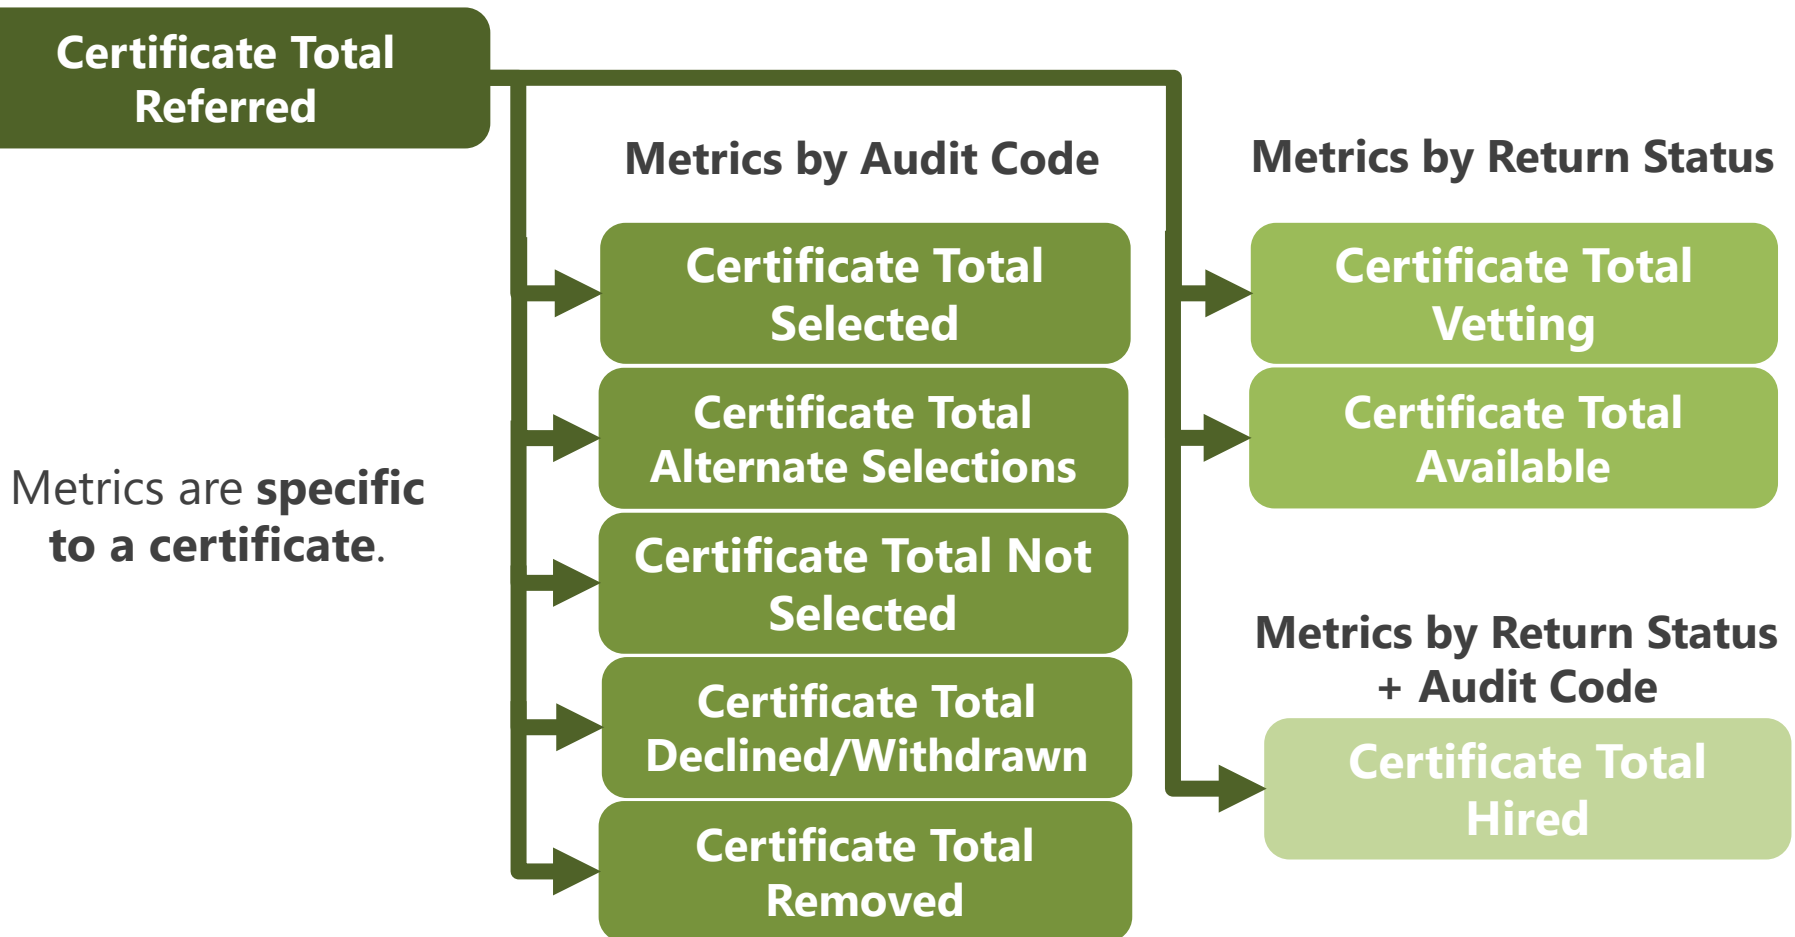 Certificate Total
Referred
Metrics are specific
to a certificate.
Metrics by Audit Code
Certificate Total
Selected
Certificate Total
Alternate Selections
Certificate Total Not
Selected
Certificate Total
Declined/Withdrawn
Certificate Total
Removed
Metrics by Return Status
Certificate Total
Vetting
Certificate Total
Available
Metrics by Return Status
+ Audit Code
Certificate Total
Hired